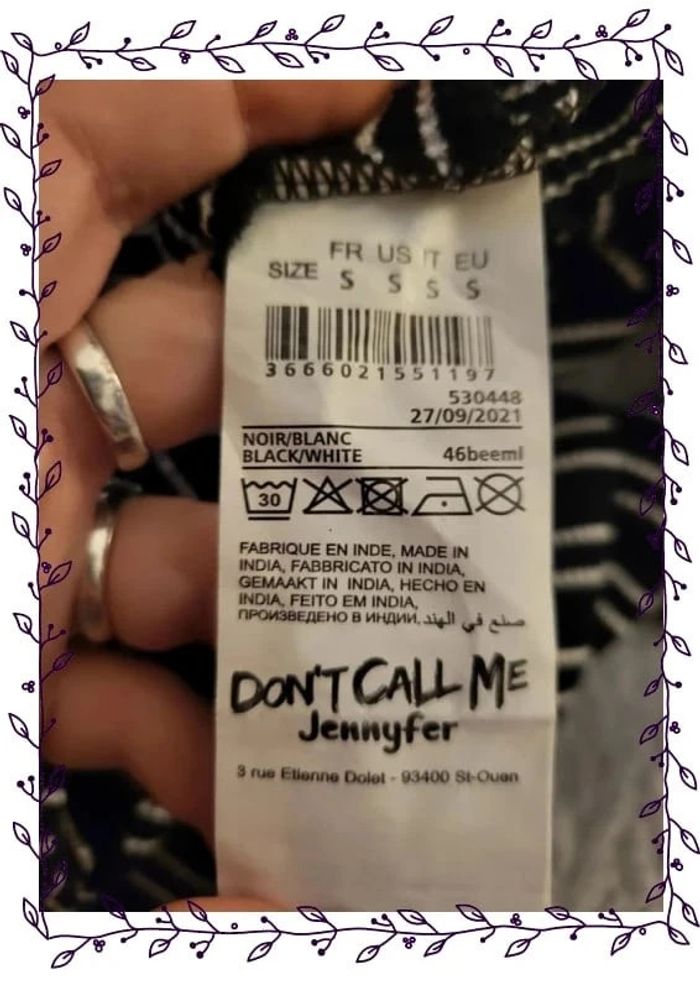 FR US IT EU
SIZE S S S S
3666021551197
530448
27/09/2021
NOIR/BLANC
BLACK/WHITE 46beeml
30
FABRIQUE EN INDE, MADE IN
INDIA, FABBRICATO IN INDIA,
GEMAAKT IN INDIA, HECHO EN
INDIA, FEITO EM INDIA,
ПРОИЗВЕДЕНО В ИНДИИ, صنع في الهند
DON'T CALL ME
Jennyfer
3 rue Etienne Dolet - 93400 St-Ouen